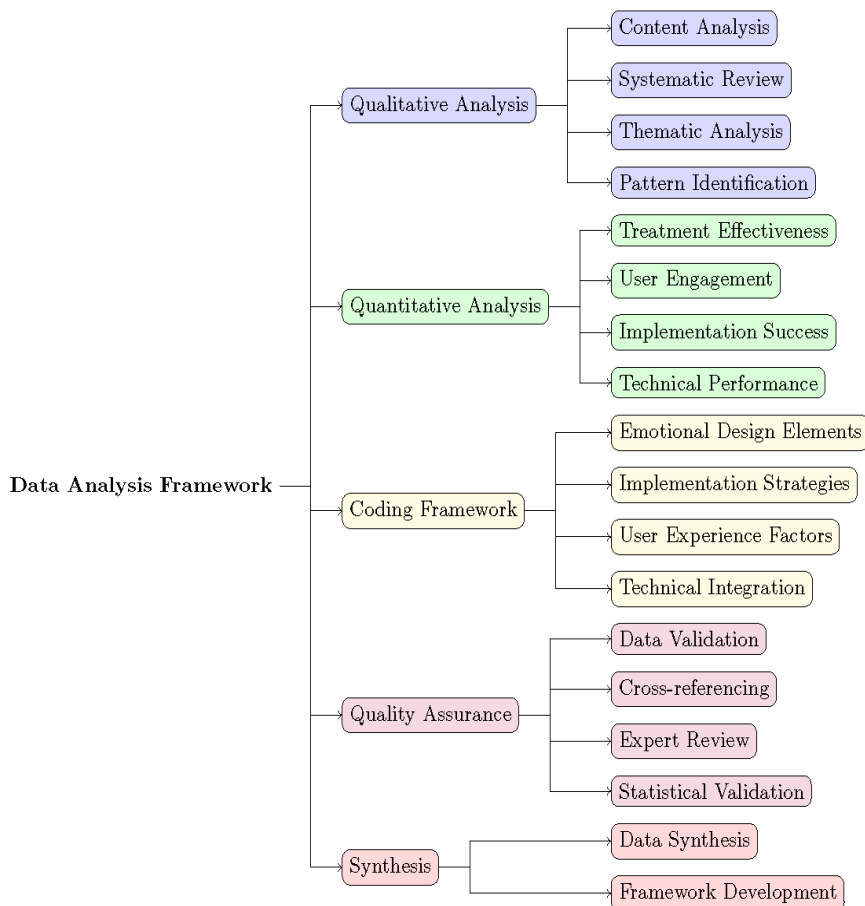 Data Analysis Framework
Qualitative Analysis
Content Analysis
Systematic Review
Thematic Analysis
Pattern Identification
Quantitative Analysis
Treatment Effectiveness
User Engagement
Implementation Success
Technical Performance
Coding Framework
Emotional Design Elements
Implementation Strategies
User Experience Factors
Technical Integration
Quality Assurance
Data Validation
Cross-referencing
Expert Review
Statistical Validation
Synthesis
Data Synthesis
Framework Development